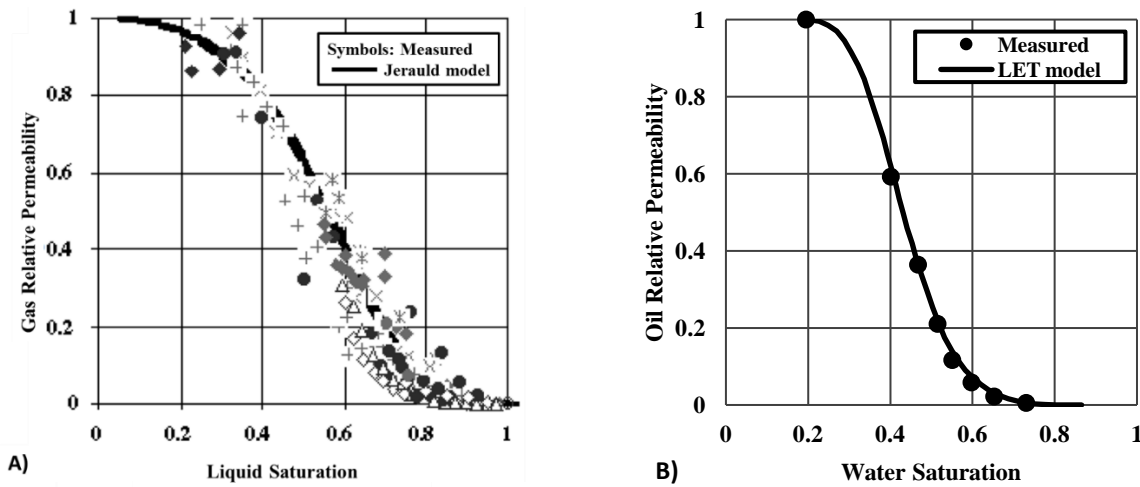 Gas Relative Permeability
1
0.8
0.6
0.4
0.2
0
Symbols: Measured
Jerauld model
0 0.2 0.4 0.6 0.8 1
Liquid Saturation
A)
Oil Relative Permeability
1
0.8
0.6
0.4
0.2
0
Measured
LET model
0 0.2 0.4 0.6 0.8 1
Water Saturation
B)